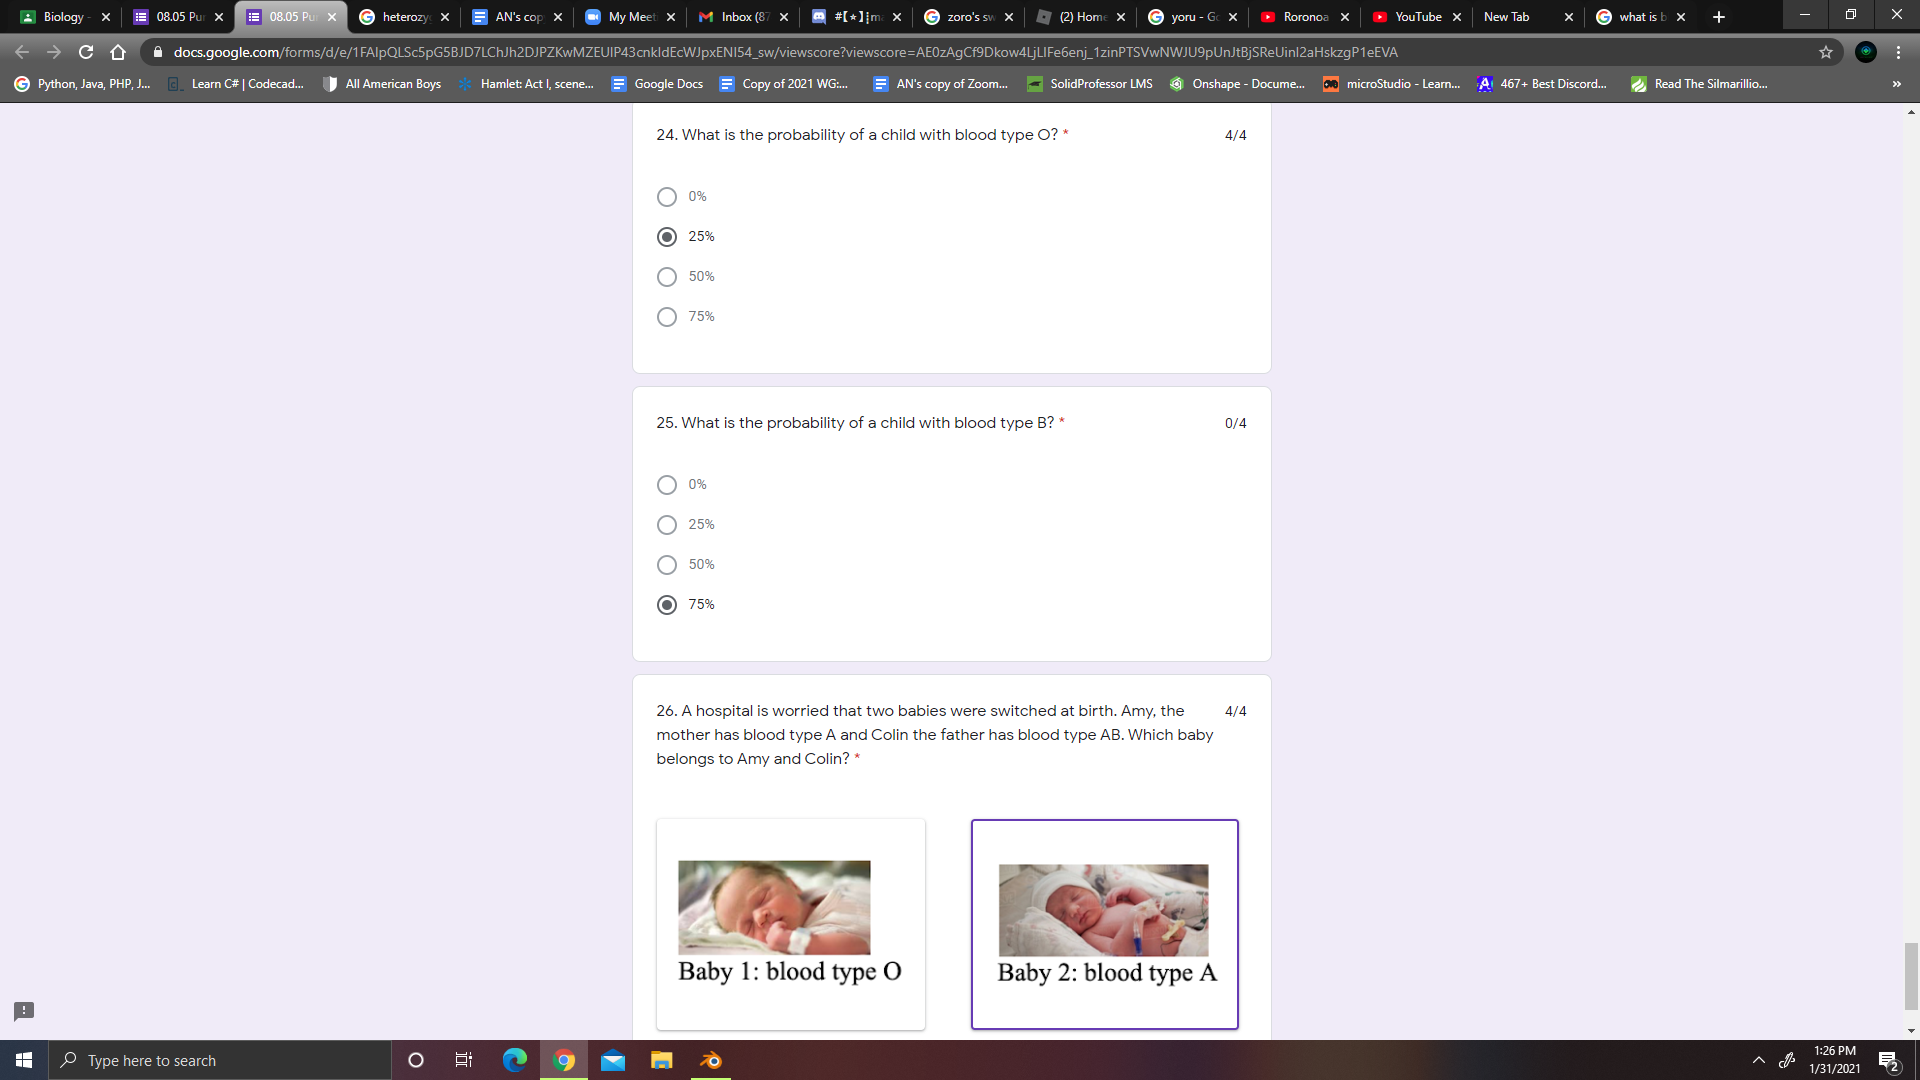 Biology -
08.05 Pu
08.05 Pu
heterozy
AN's cop
My Meet
Inbox (87
zoro's sw
(2) Home
yoru - Go
Roronoa
YouTube
New Tab
what is b
docs.google.com/forms/d/e/1FAIpQLSc5pG5BJD7LChJh2DJPZKwMZEUlP43cnkIdEcWJpxENI54_sw/viewscore?viewscore=AE0zAgCf9Dkow4LjLIFe6enj_1zinPTSVwNWJU9pUnJtBjSReUinl2aHskzgP1eEVA
Python, Java, PHP, J...
Learn C# | Codecad...
All American Boys
Hamlet: Act I, scene...
Google Docs
Copy of 2021 WG:...
AN's copy of Zoom...
SolidProfessor LMS
Onshape - Docume...
microStudio - Learn...
467+ Best Discord...
Read The Silmarillio...
»
24. What is the probability of a child with blood type O? *
4/4
0%
25%
50%
75%
25. What is the probability of a child with blood type B? *
0/4
0%
25%
50%
75%
26. A hospital is worried that two babies were switched at birth. Amy, the
4/4
mother has blood type A and Colin the father has blood type AB. Which baby
belongs to Amy and Colin? *
Baby 1: blood type O
Baby 2: blood type A
Type here to search
1:26 PM
1/31/2021
2